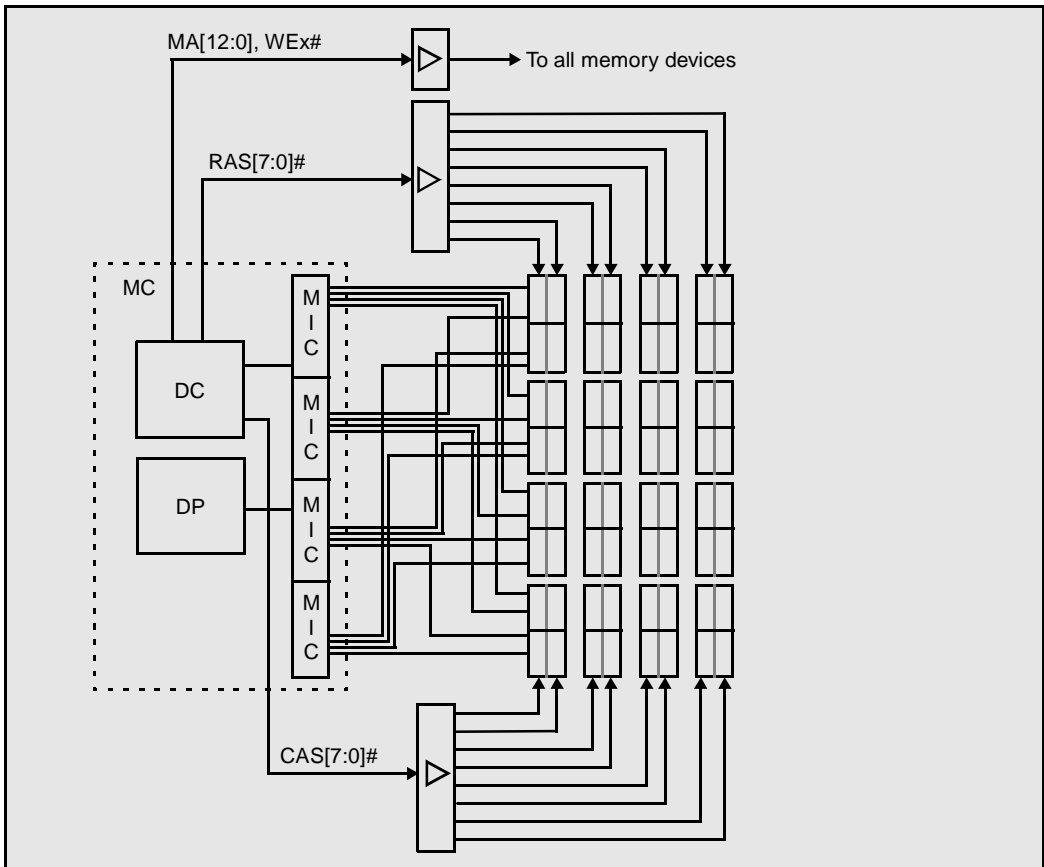 MA[12:0], WEx#
To all memory devices
RAS[7:0]#
MC
M
I
C
DC
M
I
C
DP
M
I
C
M
I
C
CAS[7:0]#